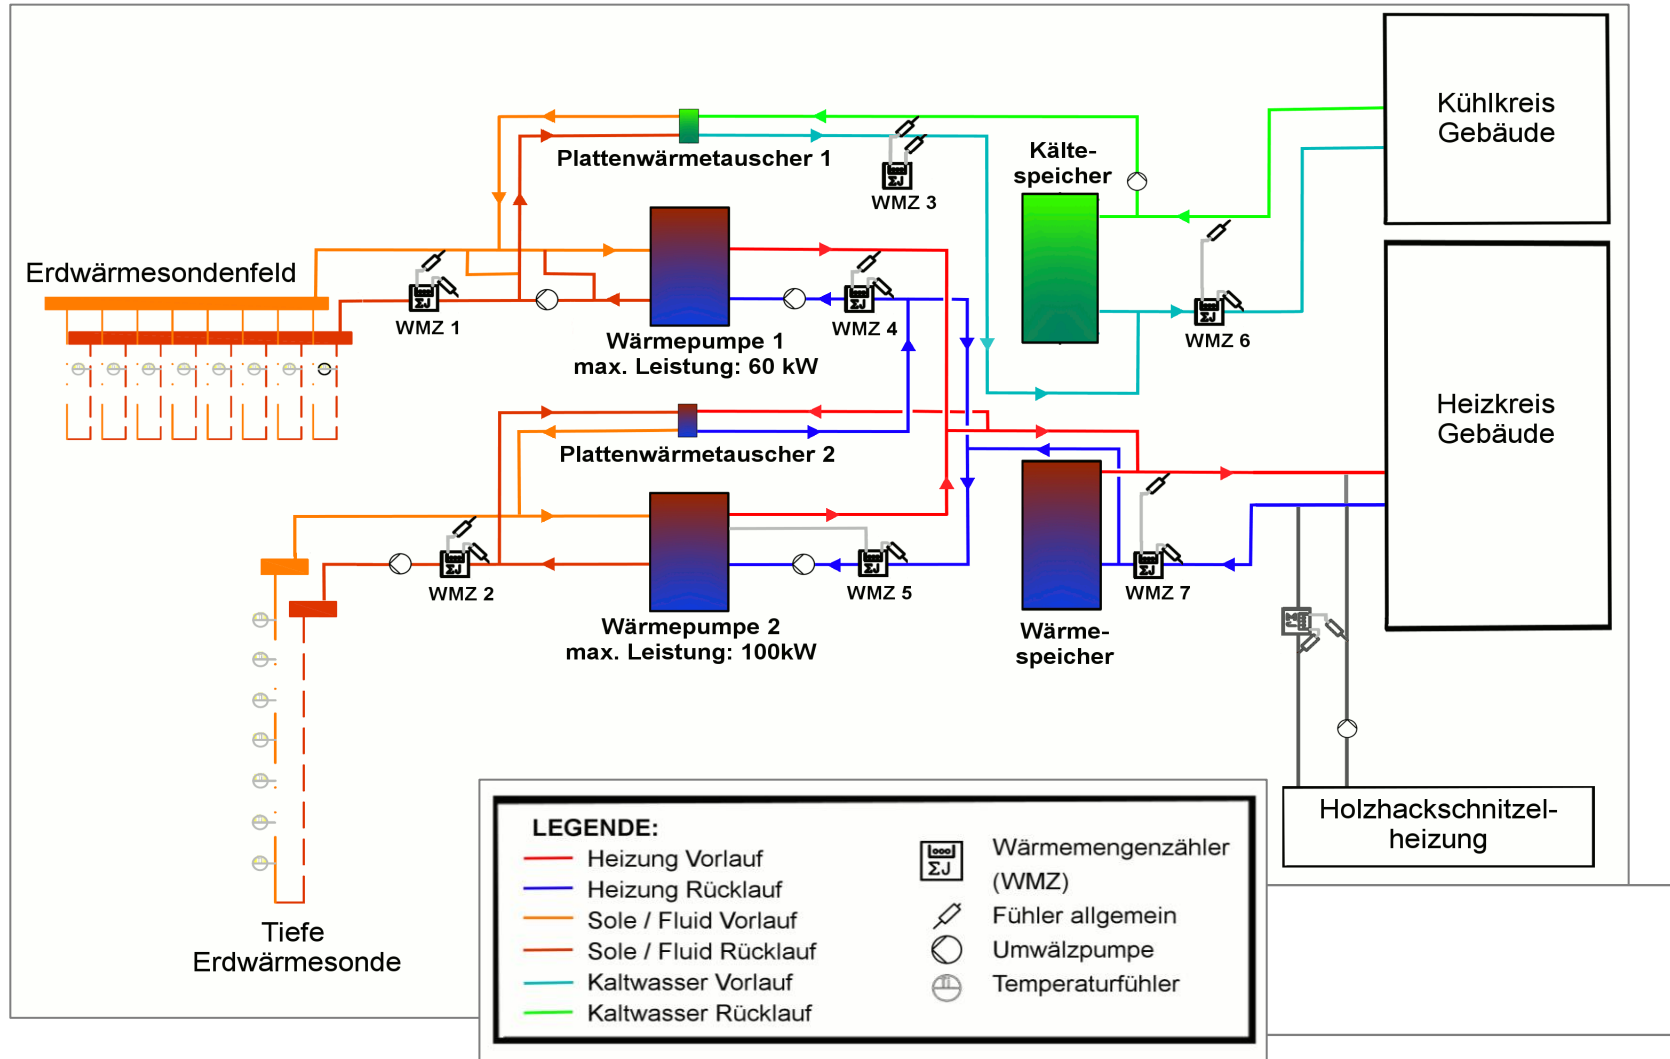 Kühlkreis
Gebäude
Plattenwärmetauscher 1
Kälte-
speicher
WMZ 3
Erdwärmesondenfeld
WMZ 1
WMZ 4
WMZ 6
Wärmepumpe 1
max. Leistung: 60 kW
Heizkreis
Gebäude
Plattenwärmetauscher 2
WMZ 2
WMZ 5
WMZ 7
Wärmepumpe 2
max. Leistung: 100kW
Wärme-
speicher
Holzhackschnitzel-
heizung
Tiefe
Erdwärmesonde
LEGENDE:
Heizung Vorlauf
Heizung Rücklauf
Sole / Fluid Vorlauf
Sole / Fluid Rücklauf
Kaltwasser Vorlauf
Kaltwasser Rücklauf
ΣJ
Wärmemengenzähler
(WMZ)
Fühler allgemein
Umwälzpumpe
Temperaturfühler